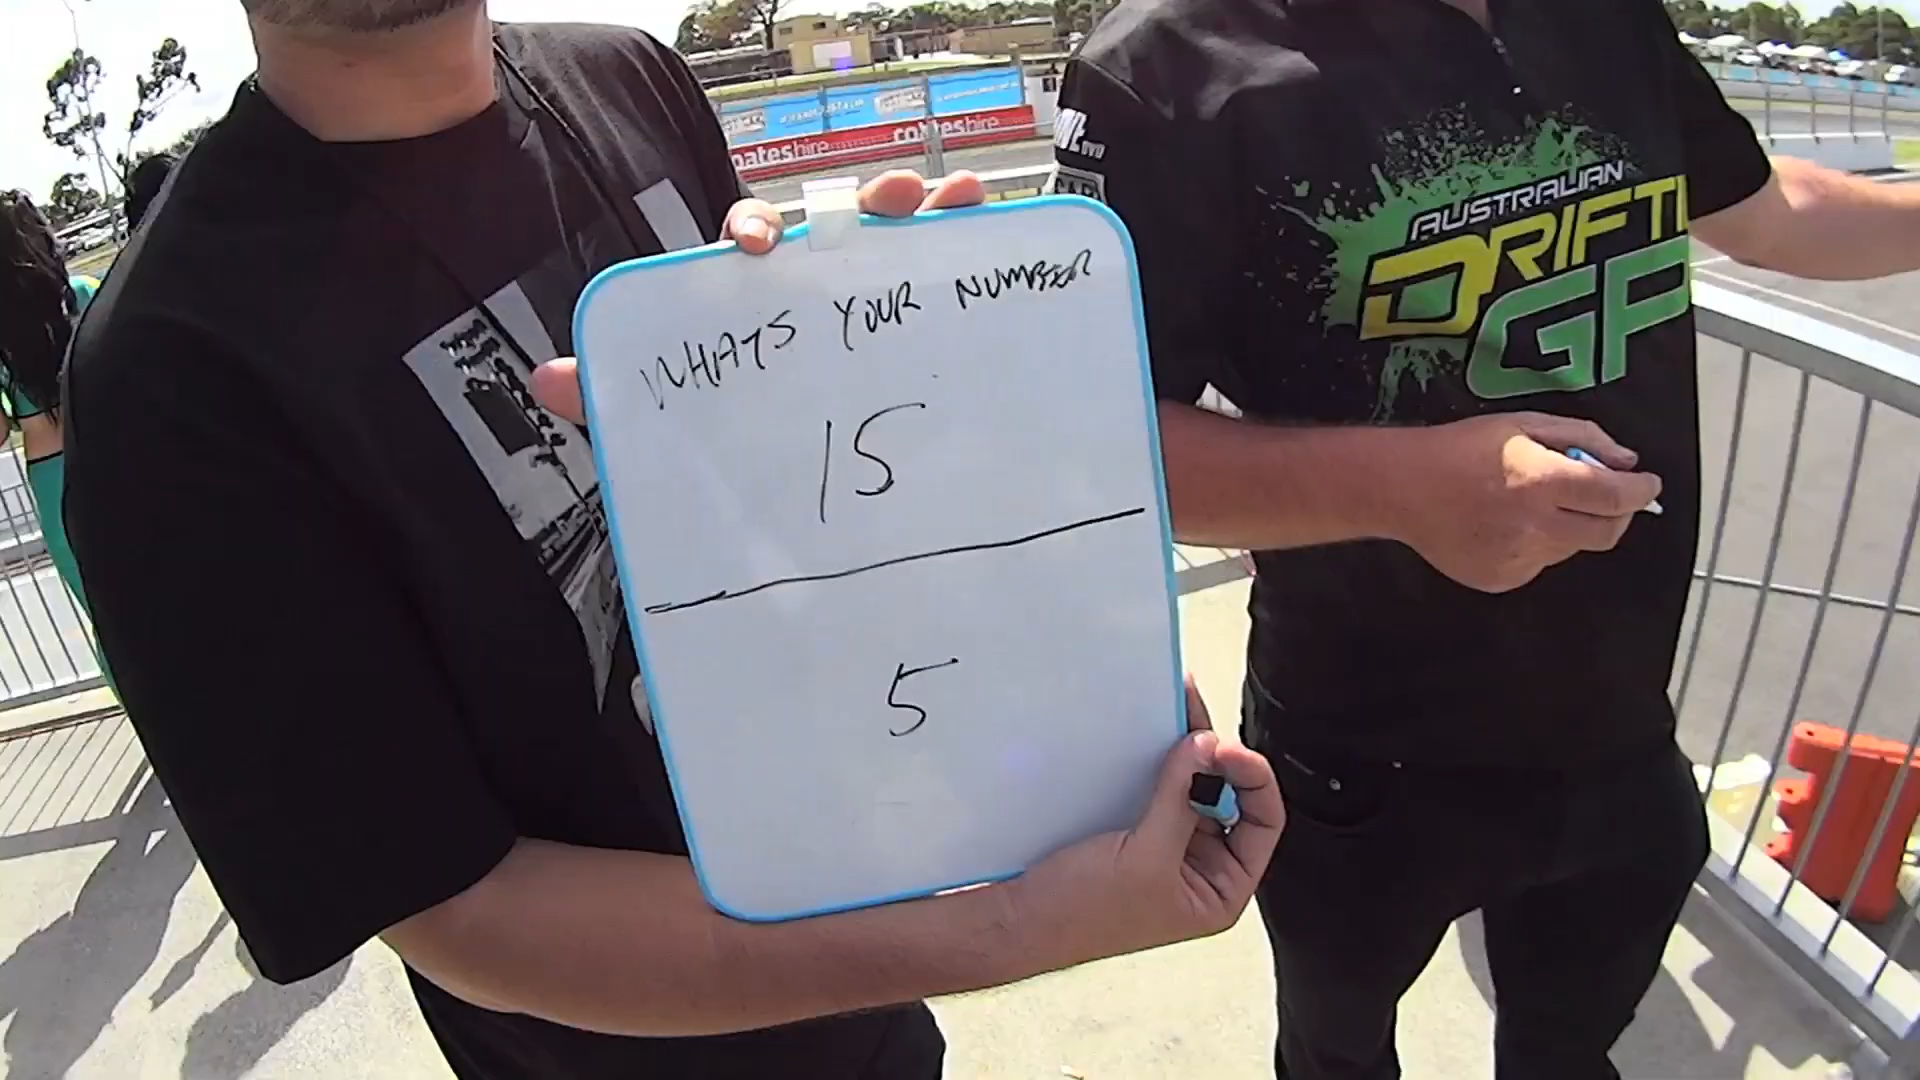 WHATS YOUR NUMBER
15
5
AUSTRALIAN
DRIFT
GP
coateshire
coateshire